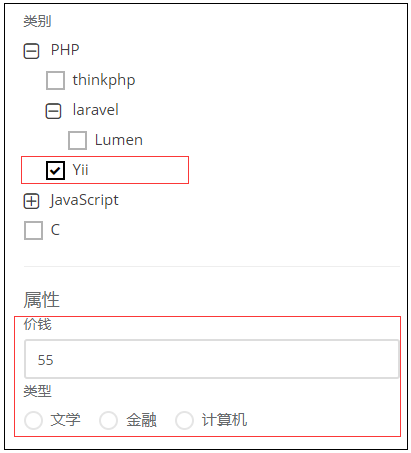 类别
PHP
thinkphp
laravel
Lumen
Yii
JavaScript
C
属性
价钱
55
类型
文学 金融 计算机